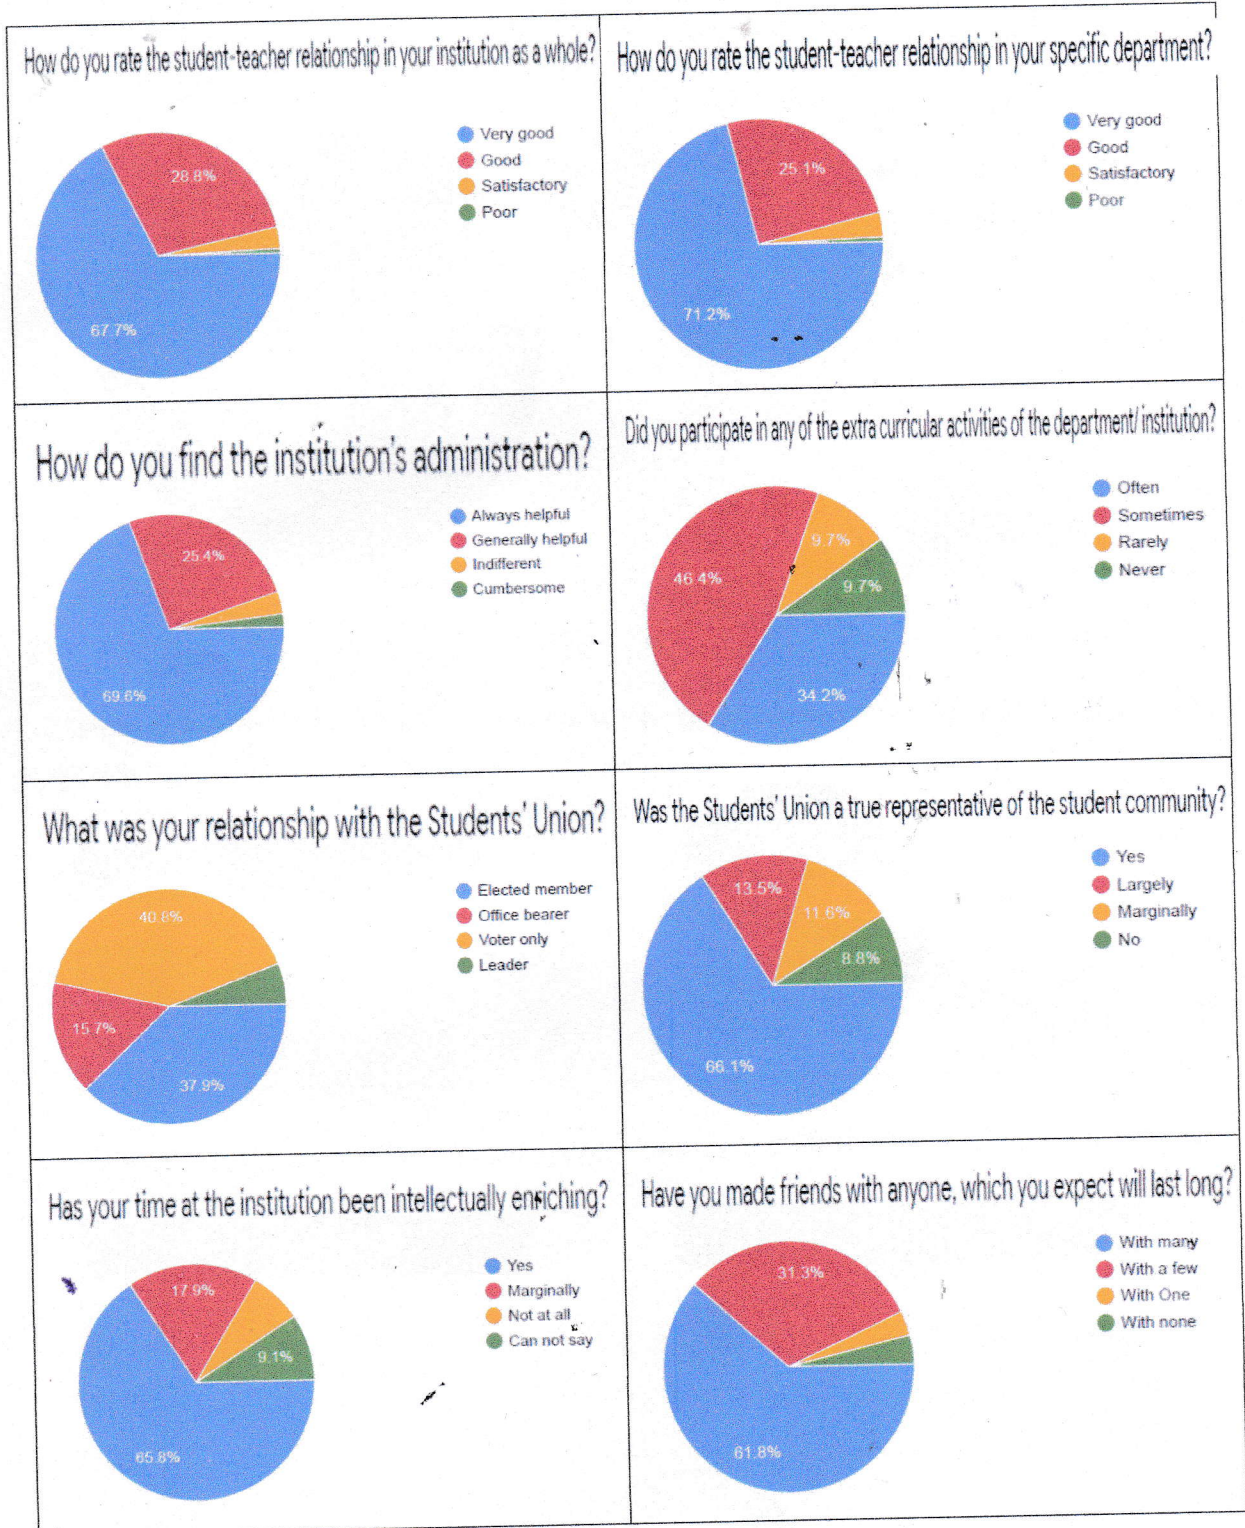 How do you rate the student-teacher relationship in your institution as a whole?
Very good
Good
Satisfactory
Poor
28.8%
67.7%
How do you rate the student-teacher relationship in your specific department?
Very good
Good
Satisfactory
Poor
25.1%
71.2%
How do you find the institution's administration?
Always helpful
Generally helpful
Indifferent
Cumbersome
25.4%
69.6%
Did you participate in any of the extra curricular activities of the department/ institution?
Often
Sometimes
Rarely
Never
9.7%
46.4%
9.7%
34.2%
What was your relationship with the Students' Union?
Elected member
Office bearer
Voter only
Leader
40.8%
15.7%
37.9%
Was the Students' Union a true representative of the student community?
Yes
Largely
Marginally
No
13.5%
11.6%
8.8%
66.1%
Has your time at the institution been intellectually enriching?
Yes
Marginally
Not at all
Can not say
17.9%
9.1%
65.8%
Have you made friends with anyone, which you expect will last long?
With many
With a few
With One
With none
31.3%
61.8%